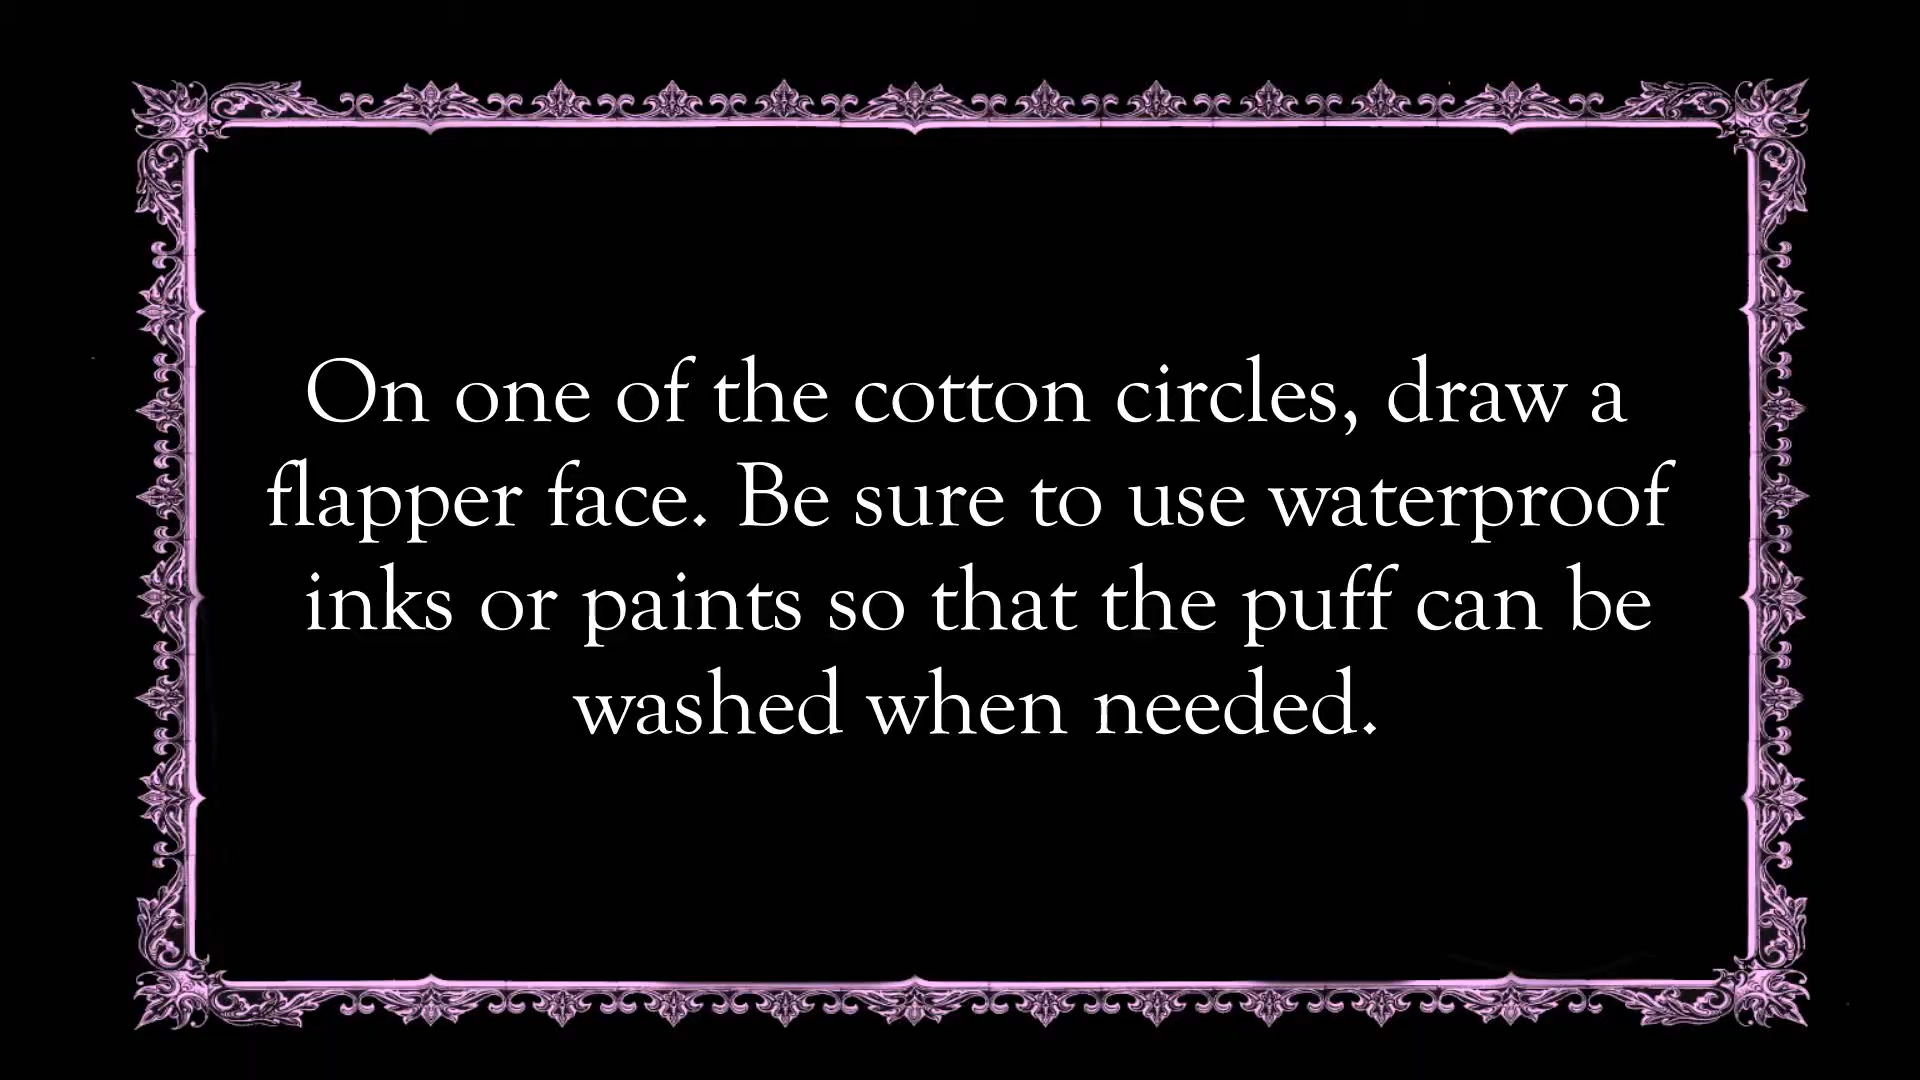 On one of the cotton circles, draw a
flapper face. Be sure to use waterproof
inks or paints so that the puff can be
washed when needed.